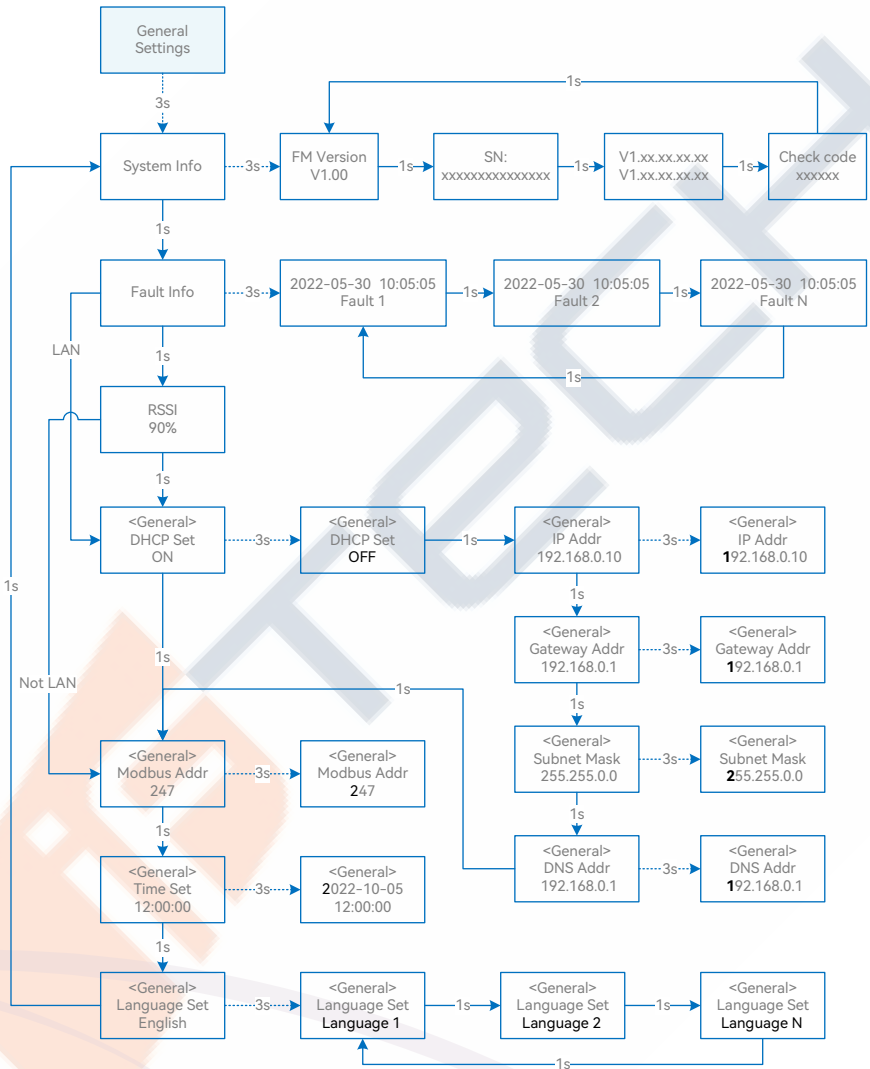 General
Settings
3s
1s
System Info
3s
FM Version
V1.00
1s
SN:
xxxxxxxxxxxxxxx
1s
V1.xx.xx.xx.xx
V1.xx.xx.xx.xx
1s
Check code
xxxxxx
1s
Fault Info
3s
2022-05-30 10:05:05
Fault 1
1s
2022-05-30 10:05:05
Fault 2
1s
2022-05-30 10:05:05
Fault N
LAN
1s
1s
RSSI
90%
1s
<General>
DHCP Set
ON
3s
<General>
DHCP Set
OFF
1s
<General>
IP Addr
192.168.0.10
3s
<General>
IP Addr
192.168.0.10
1s
1s
<General>
Gateway Addr
192.168.0.1
3s
<General>
Gateway Addr
192.168.0.1
1s
Not LAN
1s
1s
<General>
Modbus Addr
247
3s
<General>
Modbus Addr
247
<General>
Subnet Mask
255.255.0.0
3s
<General>
Subnet Mask
255.255.0.0
1s
1s
<General>
Time Set
12:00:00
3s
2022-10-05
12:00:00
<General>
DNS Addr
192.168.0.1
3s
<General>
DNS Addr
192.168.0.1
1s
<General>
Language Set
English
3s
<General>
Language Set
Language 1
1s
<General>
Language Set
Language 2
1s
<General>
Language Set
Language N
1s